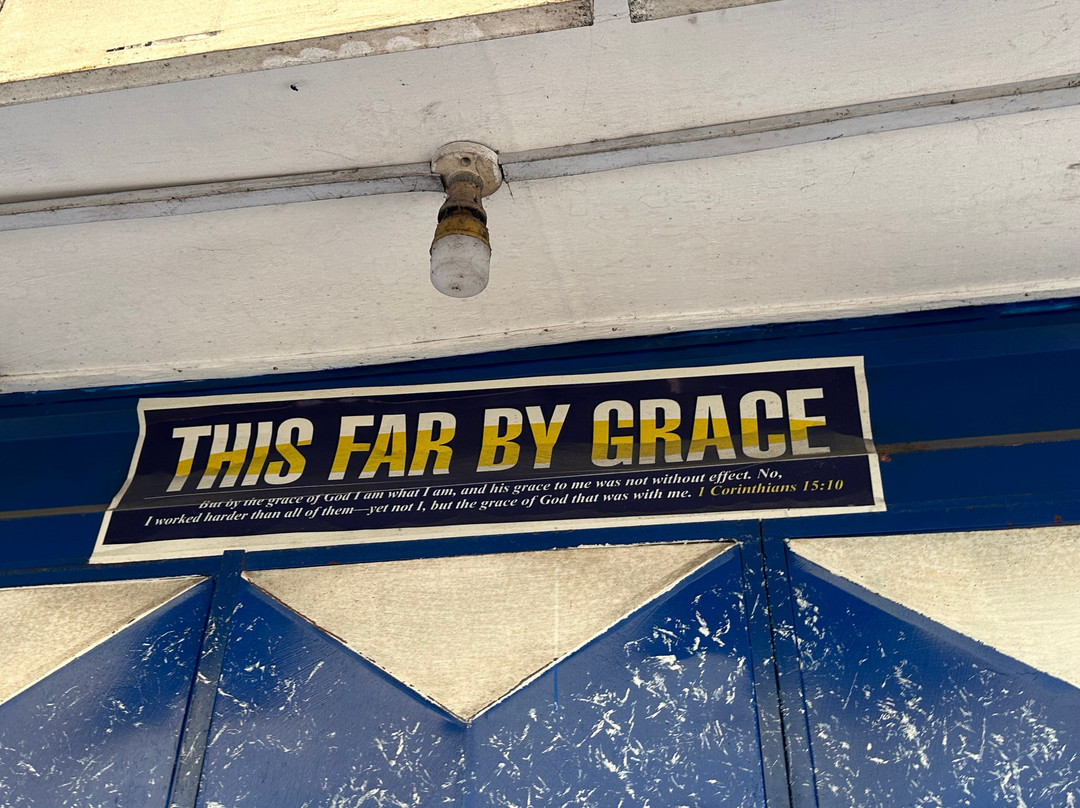 THIS FAR BY GRACE
But by the grace of God I am what I am, and his grace to me was not without effect. No,
I worked harder than all of them—yet not I, but the grace of God that was with me. 1 Corinthians 15:10